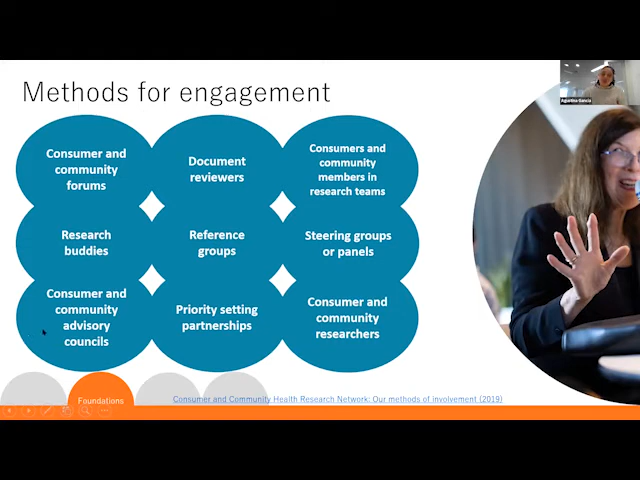 Methods for engagement
Agustina Garcia
Consumer and
community
forums
Document
reviewers
Consumers and
community
members in
research teams
Research
buddies
Reference
groups
Steering groups
or panels
Consumer and
community
advisory
councils
Priority setting
partnerships
Consumer and
community
researchers
Foundations
Consumer and Community Health Research Network: Our methods of involvement (2019)